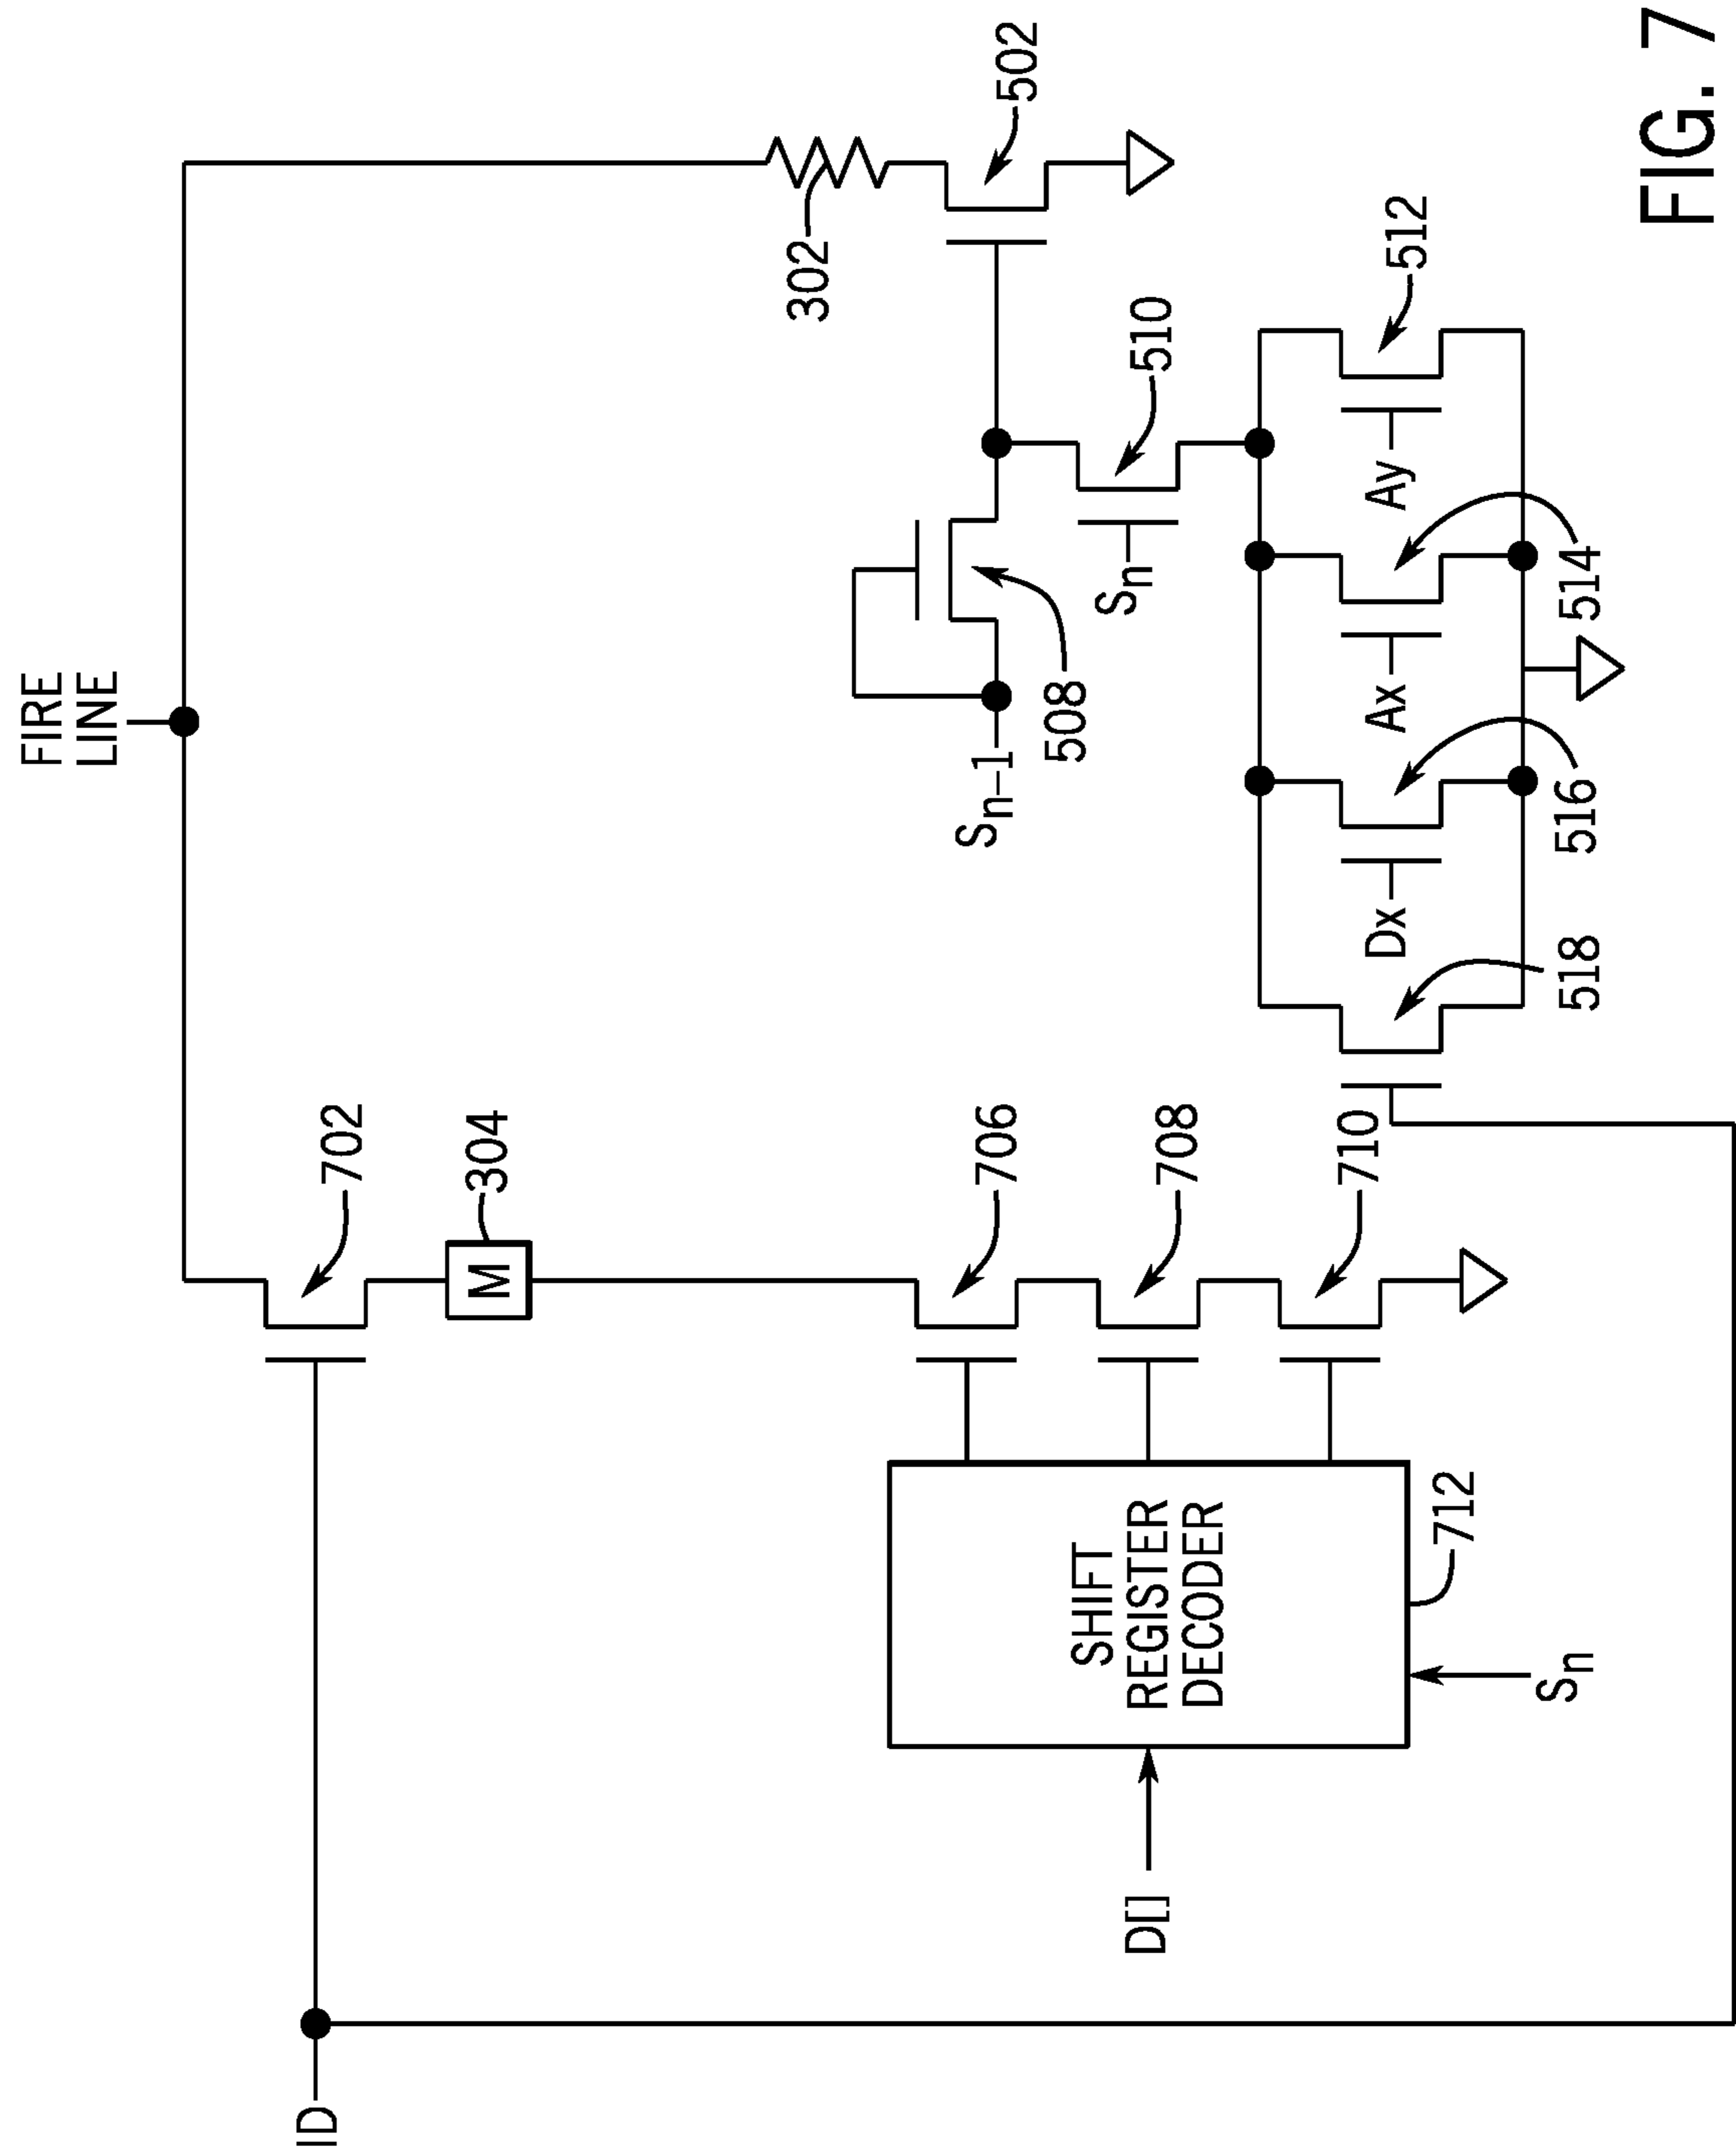 FIRE
LINE
ID
702
304
302
502
Sn-1
508
Sn
510
706
708
710
SHIFT
REGISTER
DECODER
D[]
712
Sn
Dx
Ax
Ay
512
514
516
518
FIG. 7